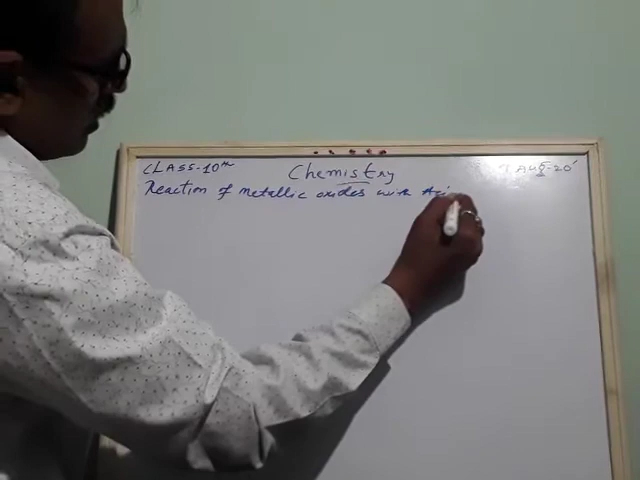 CLASS-10th
Chemistry
Reaction of metallic oxides with